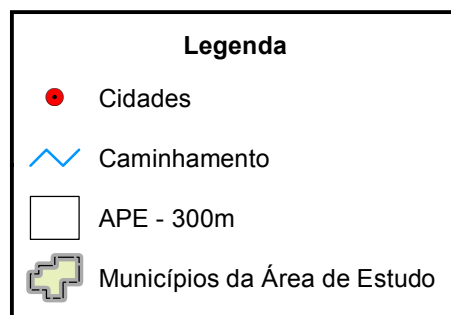 Legenda
Cidades
Caminhamento
APE - 300m
Municípios da Área de Estudo